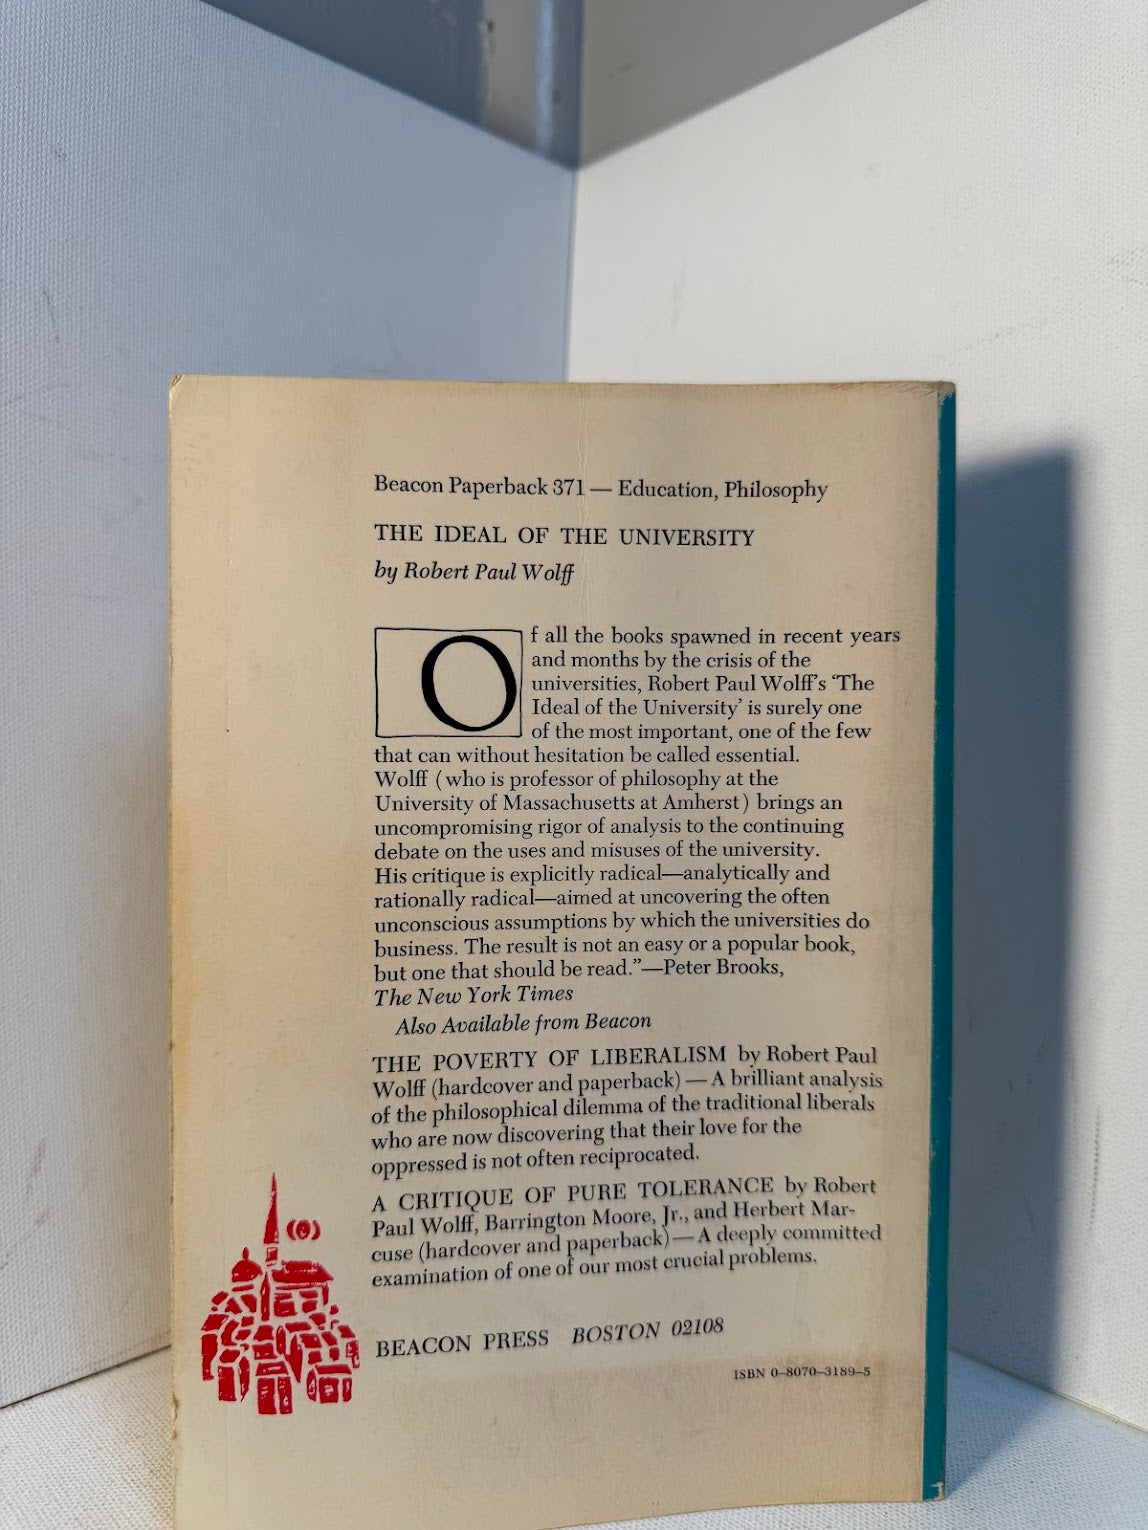 Beacon Paperback 371 — Education, Philosophy
THE IDEAL OF THE UNIVERSITY
by Robert Paul Wolff
Of all the books spawned in recent years
and months by the crisis of the
universities, Robert Paul Wolff's 'The
Ideal of the University' is surely one
of the most important, one of the few
that can without hesitation be called essential.
Wolff (who is professor of philosophy at the
University of Massachusetts at Amherst) brings an
uncompromising rigor of analysis to the continuing
debate on the uses and misuses of the university.
His critique is explicitly radical—analytically and
rationally radical—aimed at uncovering the often
unconscious assumptions by which the universities do
business. The result is not an easy or a popular book,
but one that should be read.”—Peter Brooks,
The New York Times
Also Available from Beacon
THE POVERTY OF LIBERALISM by Robert Paul
Wolff (hardcover and paperback) — A brilliant analysis
of the philosophical dilemma of the traditional liberals
who are now discovering that their love for the
oppressed is not often reciprocated.
A CRITIQUE OF PURE TOLERANCE by Robert
Paul Wolff, Barrington Moore, Jr., and Herbert Mar-
cuse (hardcover and paperback) — A deeply committed
examination of one of our most crucial problems.
BEACON PRESS BOSTON 02108
ISBN 0-8070-3189-5